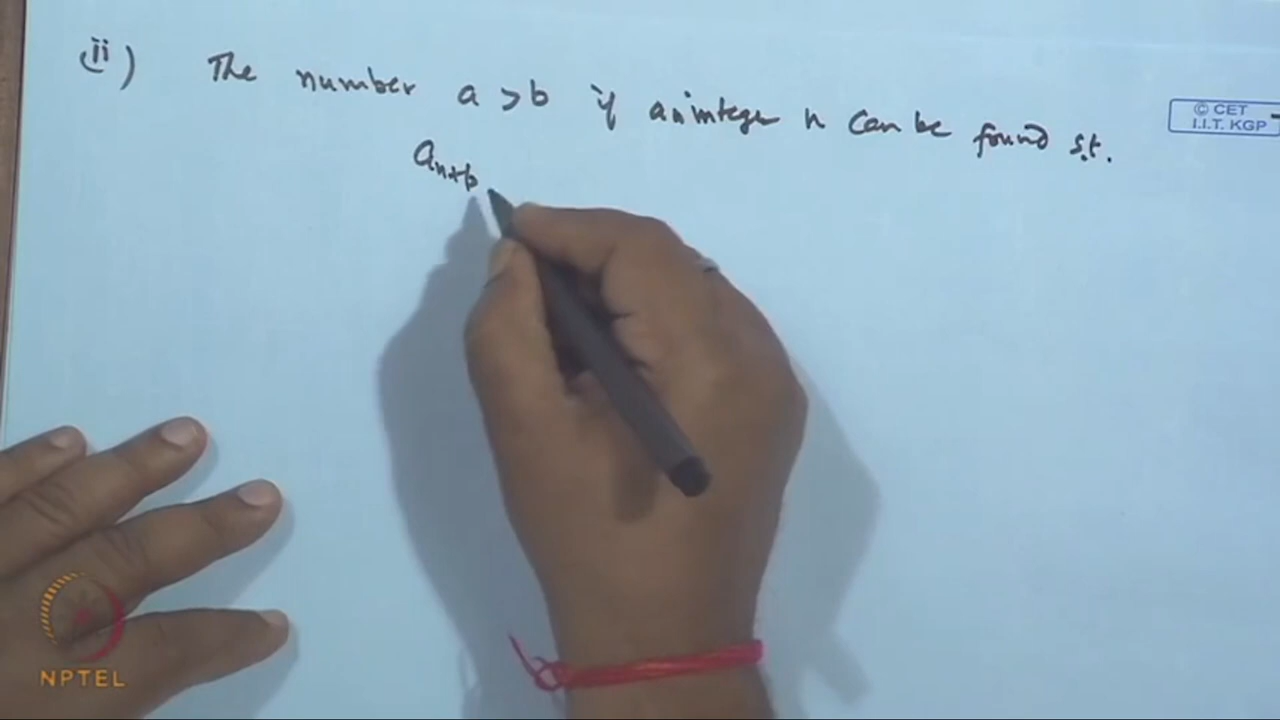 (ii) The number a > b if an integer n can be found s.t.
a_{n+p}
© CET
I.I.T. KGP
NPTEL